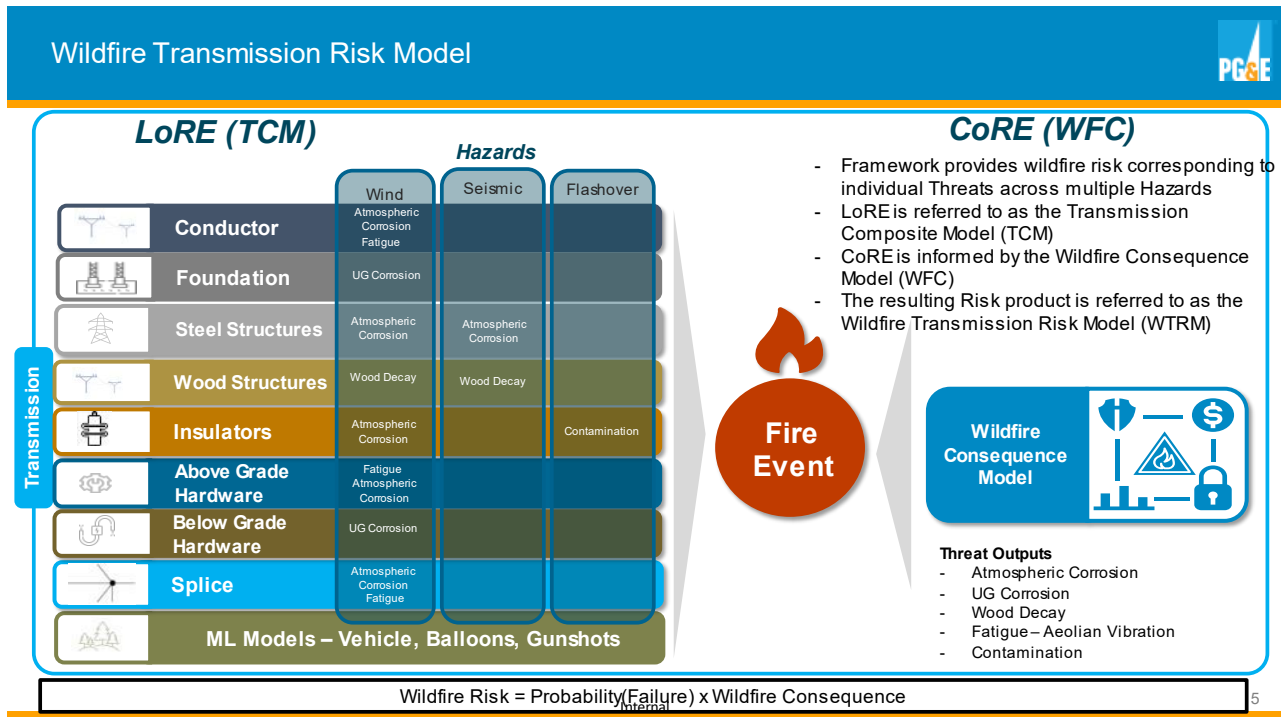 Wildfire Transmission Risk Model
PG&E
LoRE (TCM)
Hazards
Wind
Seismic
Flashover
Transmission
Conductor
Atmospheric
Corrosion
Fatigue
Foundation
UG Corrosion
Steel Structures
Atmospheric
Corrosion
Atmospheric
Corrosion
Wood Structures
Wood Decay
Wood Decay
Insulators
Atmospheric
Corrosion
Contamination
Above Grade
Hardware
Fatigue
Atmospheric
Corrosion
Below Grade
Hardware
UG Corrosion
Splice
Atmospheric
Corrosion
Fatigue
ML Models – Vehicle, Balloons, Gunshots
Fire
Event
CoRE (WFC)
- Framework provides wildfire risk corresponding to
individual Threats across multiple Hazards
- LoRE is referred to as the Transmission
Composite Model (TCM)
- CoRE is informed by the Wildfire Consequence
Model (WFC)
- The resulting Risk product is referred to as the
Wildfire Transmission Risk Model (WTRM)
Wildfire
Consequence
Model
$
Threat Outputs
- Atmospheric Corrosion
- UG Corrosion
- Wood Decay
- Fatigue – Aeolian Vibration
- Contamination
Wildfire Risk = Probability(Failure) x Wildfire Consequence
Internal
5